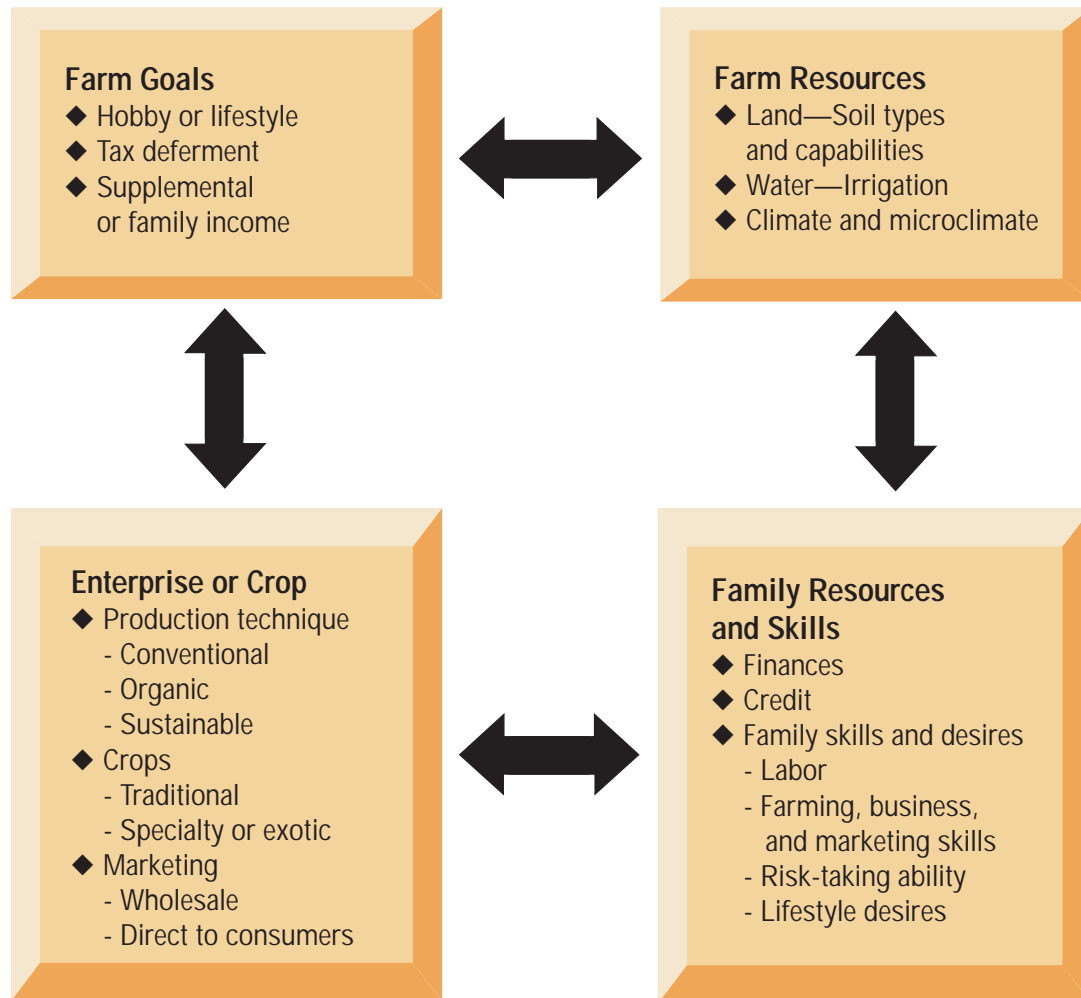 Farm Goals
◆ Hobby or lifestyle
◆ Tax deferment
◆ Supplemental
or family income
Farm Resources
◆ Land—Soil types
and capabilities
◆ Water—Irrigation
◆ Climate and microclimate
Enterprise or Crop
◆ Production technique
- Conventional
- Organic
- Sustainable
◆ Crops
- Traditional
- Specialty or exotic
◆ Marketing
- Wholesale
- Direct to consumers
Family Resources
and Skills
◆ Finances
◆ Credit
◆ Family skills and desires
- Labor
- Farming, business,
and marketing skills
- Risk-taking ability
- Lifestyle desires